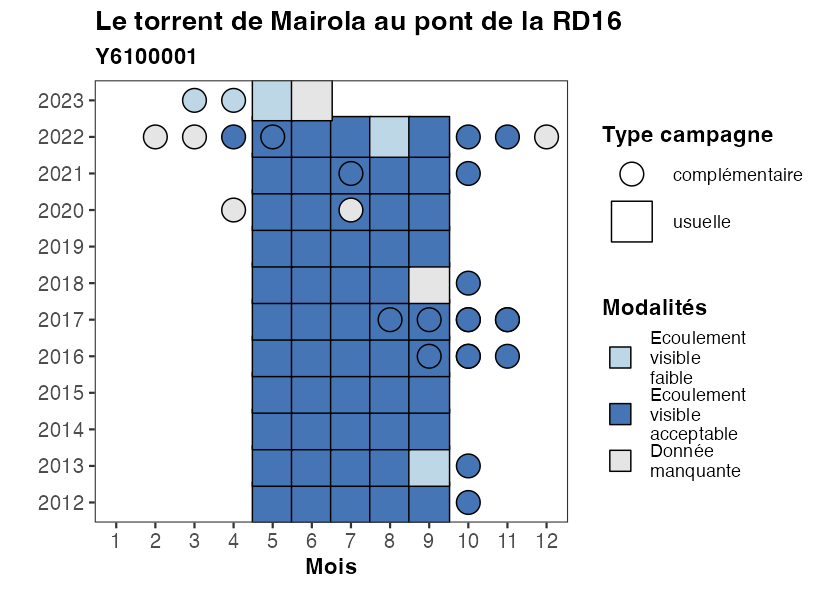 Le torrent de Mairola au pont de la RD16
Y6100001
2023
2022
2021
2020
2019
2018
2017
2016
2015
2014
2013
2012
1 2 3 4 5 6 7 8 9 10 11 12
Mois
Type campagne
complémentaire
usuelle
Modalités
Ecoulement
visible
faible
Ecoulement
visible
acceptable
Donnée
manquante